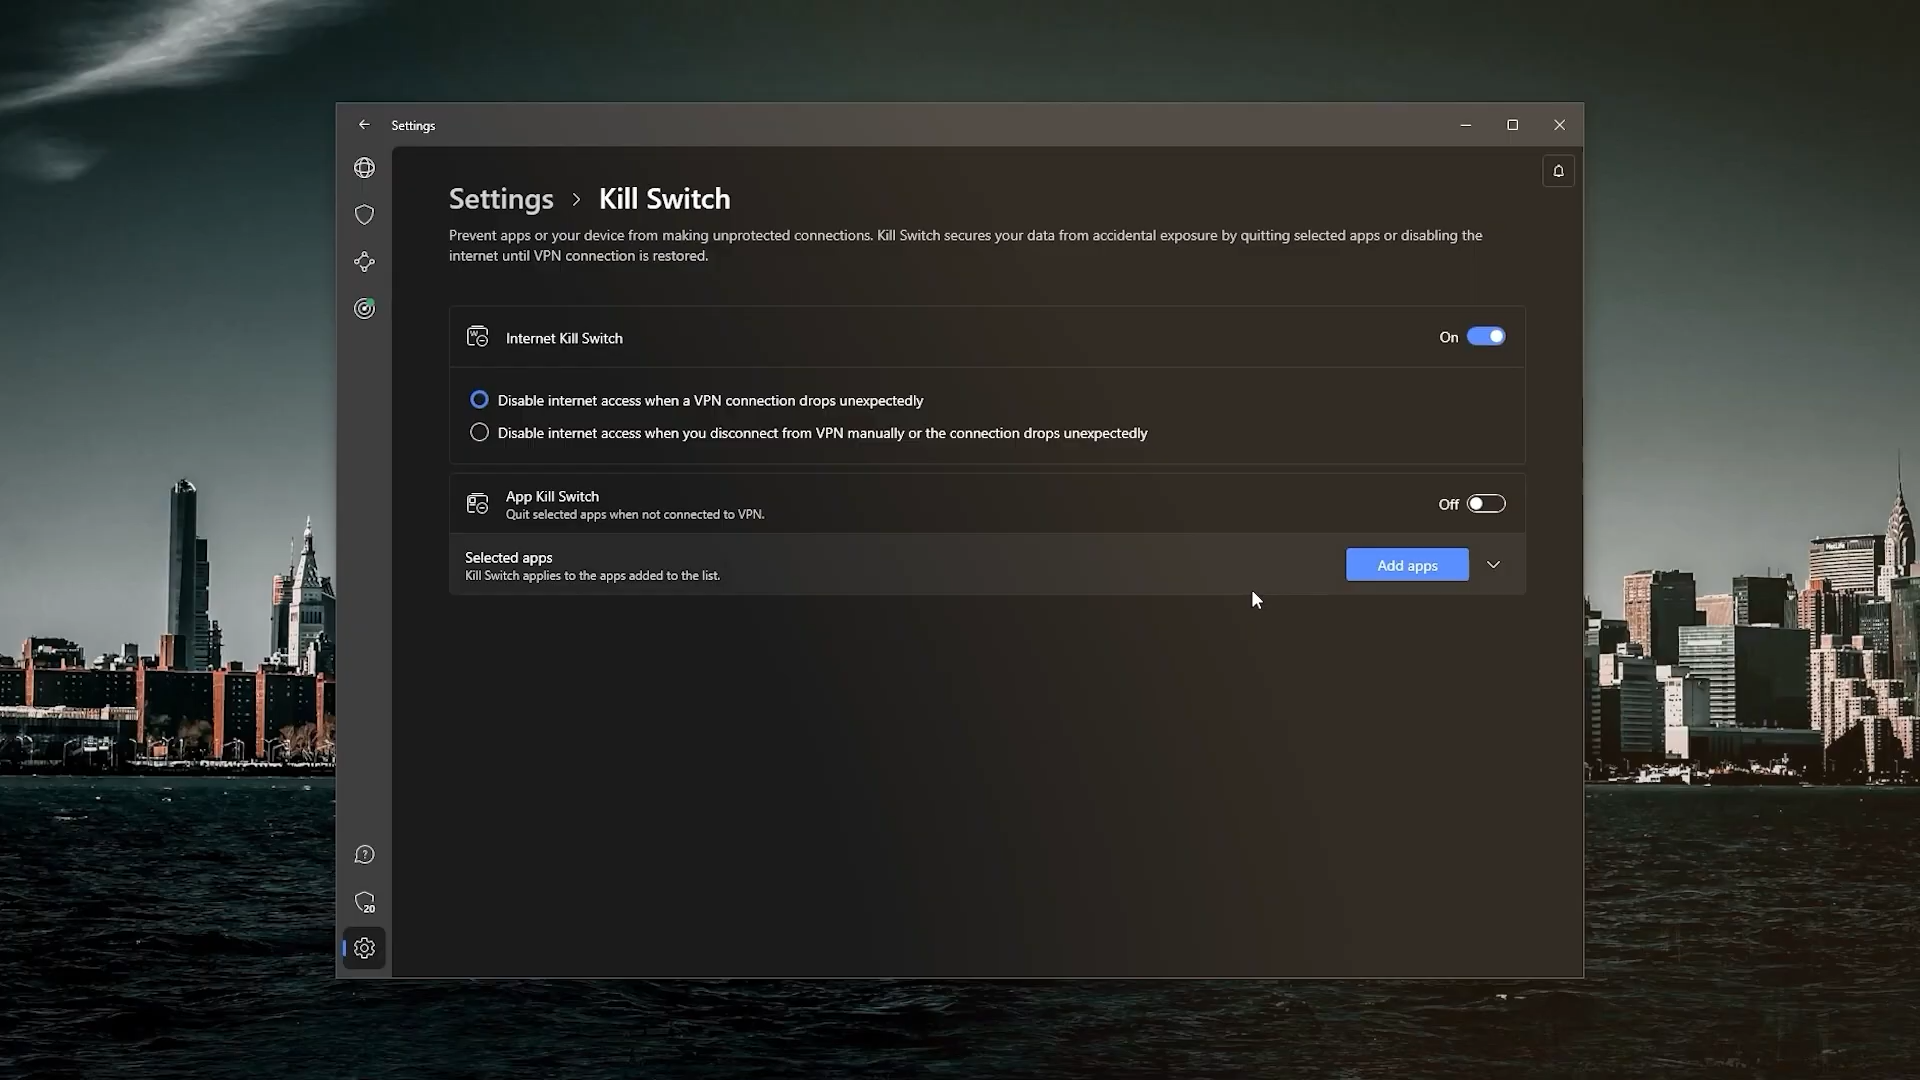 Settings
Settings > Kill Switch
Prevent apps or your device from making unprotected connections. Kill Switch secures your data from accidental exposure by quitting selected apps or disabling the
internet until VPN connection is restored.
Internet Kill Switch
On
Disable internet access when a VPN connection drops unexpectedly
Disable internet access when you disconnect from VPN manually or the connection drops unexpectedly
App Kill Switch
Quit selected apps when not connected to VPN.
Off
Selected apps
Kill Switch applies to the apps added to the list.
Add apps
MetLife
20